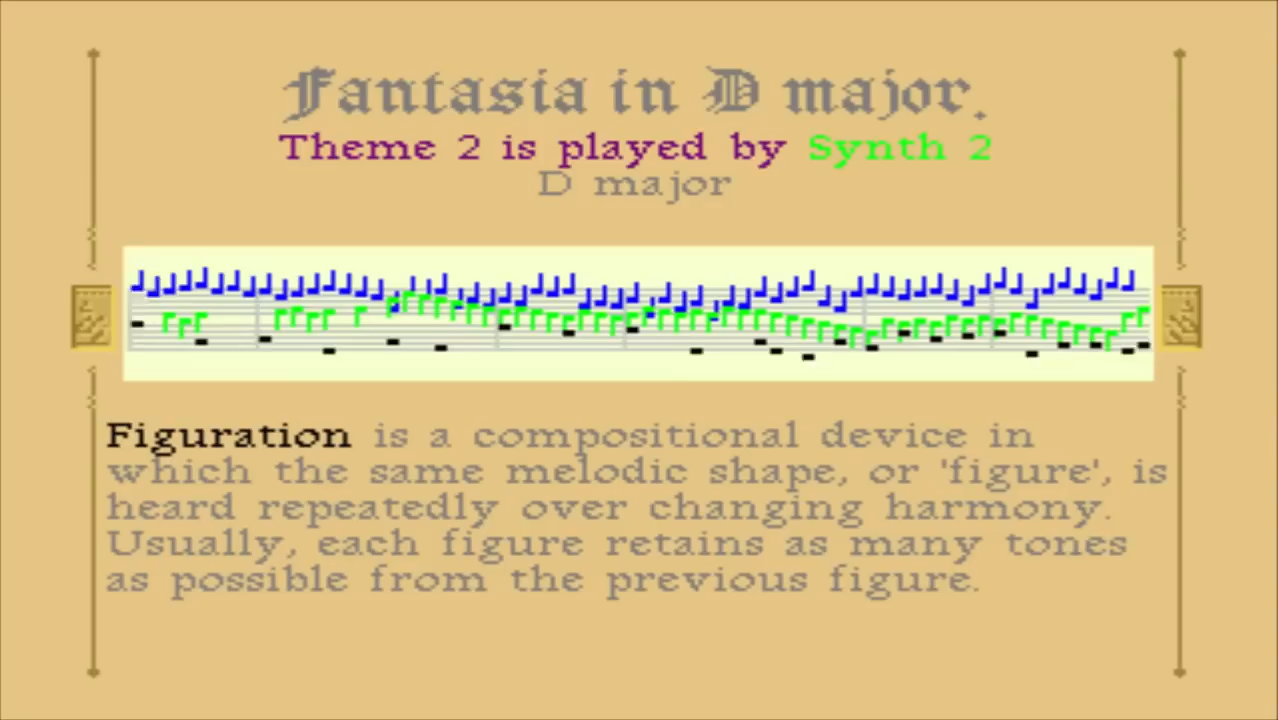 Fantasia in D major.
Theme 2 is played by Synth 2
D major
Figuration is a compositional device in
which the same melodic shape, or 'figure', is
heard repeatedly over changing harmony.
Usually, each figure retains as many tones
as possible from the previous figure.